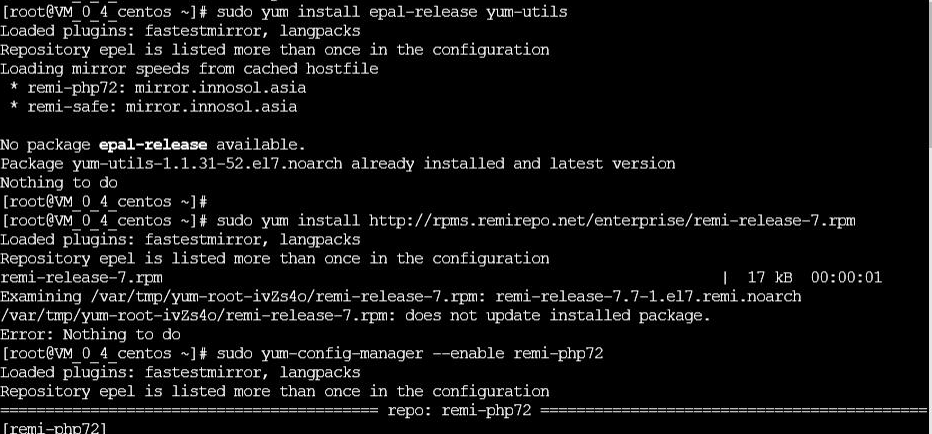 [root@VM_0_4_centos ~]# sudo yum install epal-release yum-utils
Loaded plugins: fastestmirror, langpacks
Repository epel is listed more than once in the configuration
Loading mirror speeds from cached hostfile
 * remi-php72: mirror.innosol.asia
 * remi-safe: mirror.innosol.asia
No package epal-release available.
Package yum-utils-1.1.31-52.el7.noarch already installed and latest version
Nothing to do
[root@VM_0_4_centos ~]#
[root@VM_0_4_centos ~]# sudo yum install http://rpms.remirepo.net/enterprise/remi-release-7.rpm
Loaded plugins: fastestmirror, langpacks
Repository epel is listed more than once in the configuration
remi-release-7.rpm | 17 kB 00:00:01
Examining /var/tmp/yum-root-ivZs4o/remi-release-7.rpm: remi-release-7.7-1.el7.remi.noarch
/var/tmp/yum-root-ivZs4o/remi-release-7.rpm: does not update installed package.
Error: Nothing to do
[root@VM_0_4_centos ~]# sudo yum-config-manager --enable remi-php72
Loaded plugins: fastestmirror, langpacks
Repository epel is listed more than once in the configuration
========================================== repo: remi-php72 ===========================================
[remi-php72]